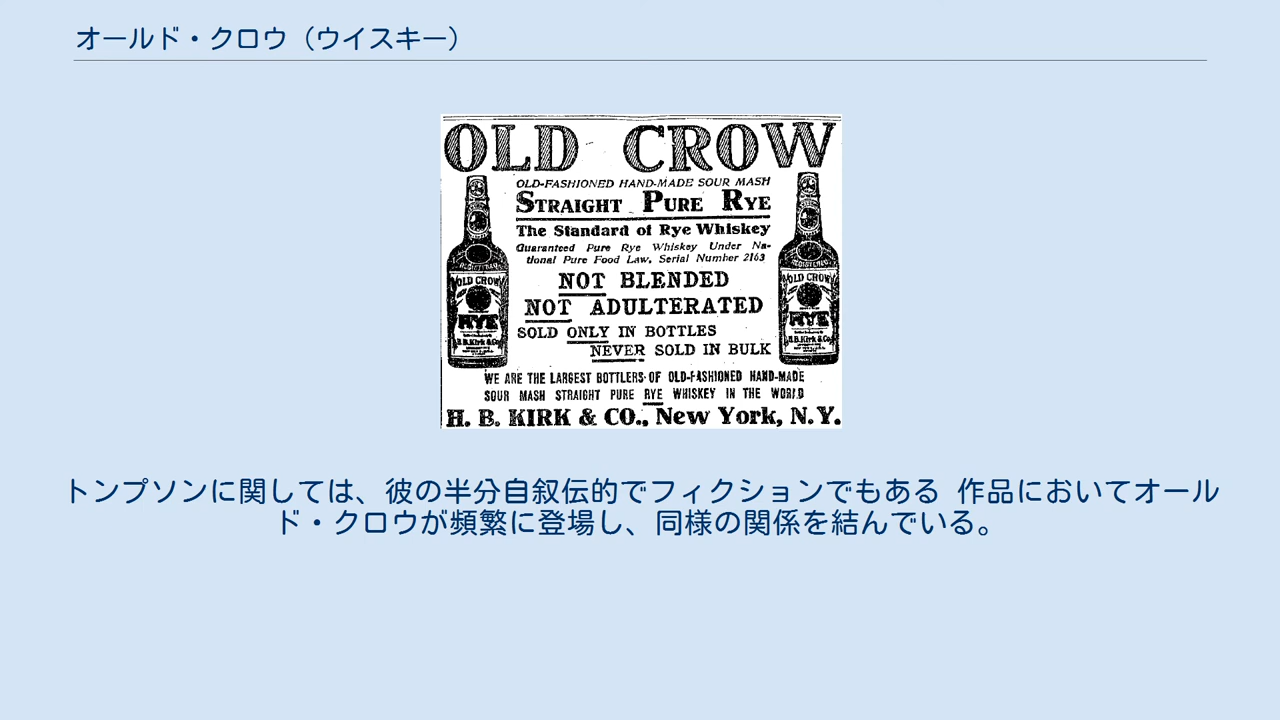 オールド・クロウ（ウイスキー）
OLD CROW
OLD-FASHIONED HAND-MADE SOUR MASH
STRAIGHT PURE RYE
The Standard of Rye Whiskey
Guaranteed Pure Rye Whiskey Under Na-
tional Pure Food Law, Serial Number 2163
NOT BLENDED
NOT ADULTERATED
SOLD ONLY IN BOTTLES
NEVER SOLD IN BULK
OLD CROW
RYE
H.B.Kirk & Co
OLD CROW
RYE
H.B.Kirk & Co
WE ARE THE LARGEST BOTTLERS OF OLD-FASHIONED HAND-MADE
SOUR MASH STRAIGHT PURE RYE WHISKEY IN THE WORLD
H. B. KIRK & CO., New York, N.Y.
トンプソンに関しては、彼の半分自叙伝的でフィクションでもある 作品においてオール
ド・クロウが頻繁に登場し、同様の関係を結んでいる。